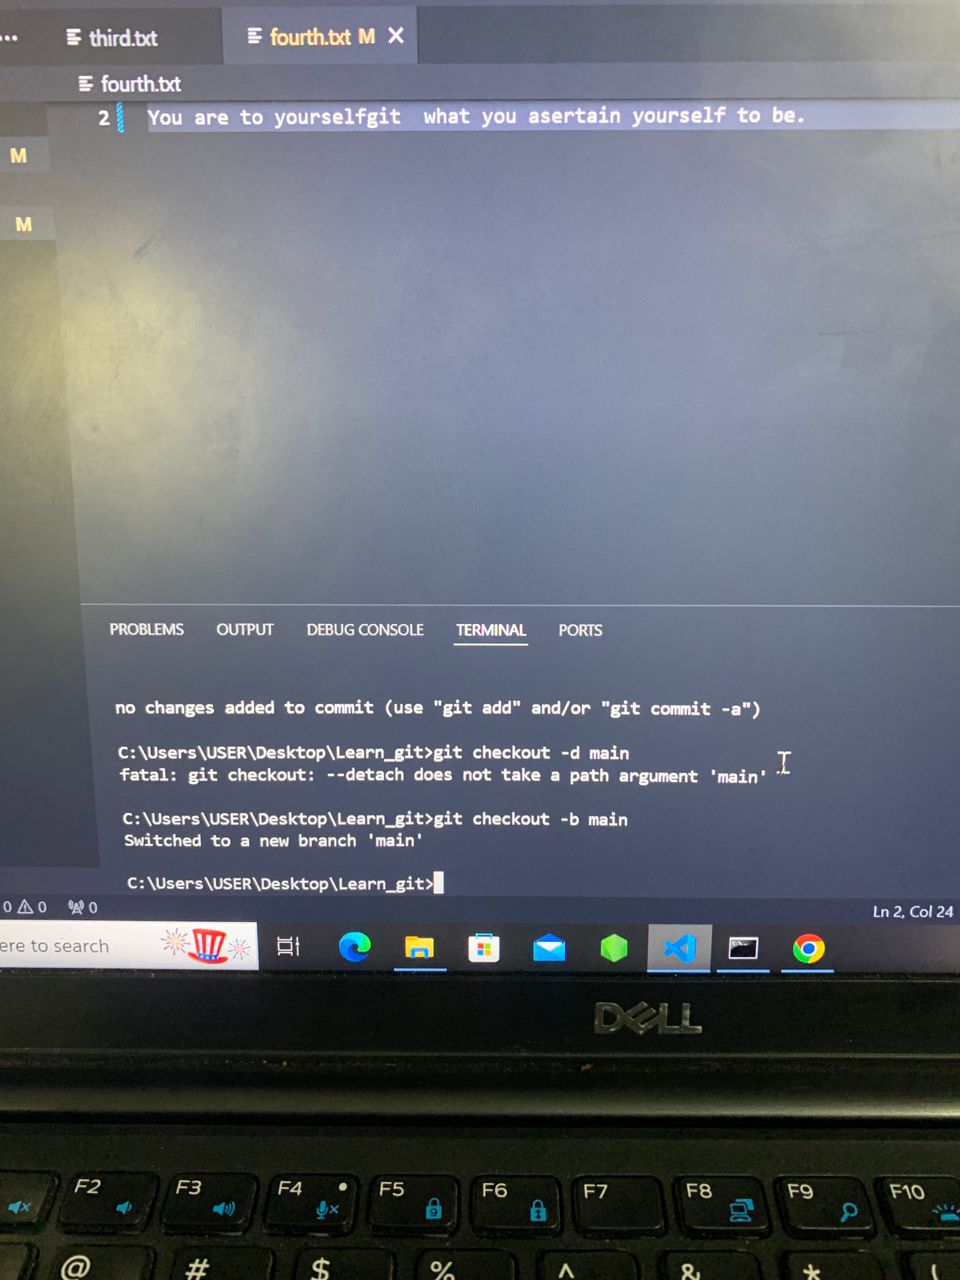 third.txt
fourth.txt M
fourth.txt
2 You are to yourselfgit  what you asertain yourself to be.
M
M
PROBLEMS OUTPUT DEBUG CONSOLE TERMINAL PORTS
no changes added to commit (use "git add" and/or "git commit -a")
C:\Users\USER\Desktop\Learn_git>git checkout -d main
fatal: git checkout: --detach does not take a path argument 'main'
C:\Users\USER\Desktop\Learn_git>git checkout -b main
Switched to a new branch 'main'
C:\Users\USER\Desktop\Learn_git>
0 0 0 Ln 2, Col 24
ere to search
DELL
F2 F3 F4 F5 F6 F7 F8 F9 F10
@ # $ % ^ & * (